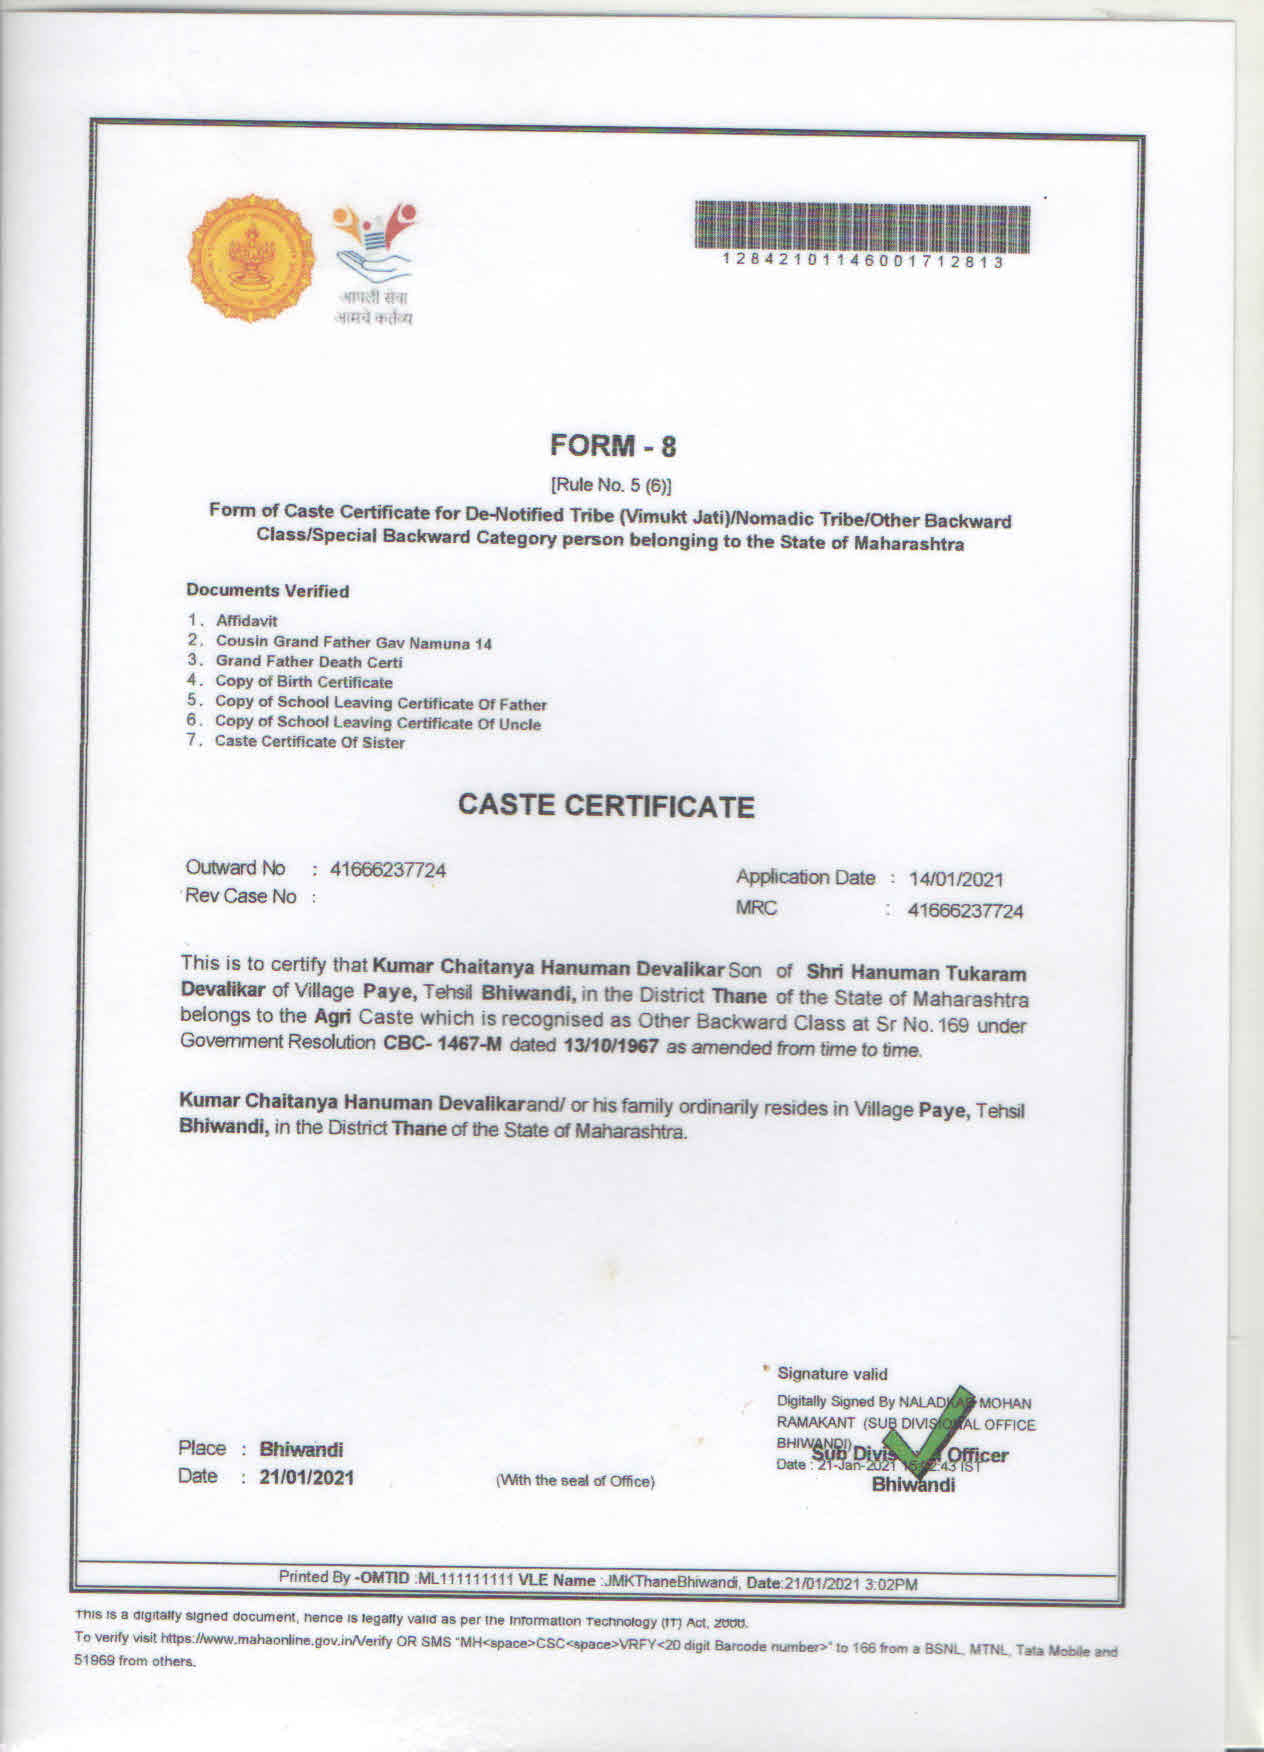 आपली सेवा
आमचे कर्तव्य
12842101146001712813
FORM - 8
[Rule No. 5 (6)]
Form of Caste Certificate for De-Notified Tribe (Vimukt Jati)/Nomadic Tribe/Other Backward
Class/Special Backward Category person belonging to the State of Maharashtra
Documents Verified
1. Affidavit
2. Cousin Grand Father Gav Namuna 14
3. Grand Father Death Certi
4. Copy of Birth Certificate
5. Copy of School Leaving Certificate Of Father
6. Copy of School Leaving Certificate Of Uncle
7. Caste Certificate Of Sister
CASTE CERTIFICATE
Outward No : 41666237724
Application Date : 14/01/2021
Rev Case No :
MRC : 41666237724
This is to certify that Kumar Chaitanya Hanuman Devalikar Son of Shri Hanuman Tukaram
Devalikar of Village Paye, Tehsil Bhiwandi, in the District Thane of the State of Maharashtra
belongs to the Agri Caste which is recognised as Other Backward Class at Sr No. 169 under
Government Resolution CBC- 1467-M dated 13/10/1967 as amended from time to time.
Kumar Chaitanya Hanuman Devalikarand/ or his family ordinarily resides in Village Paye, Tehsil
Bhiwandi, in the District Thane of the State of Maharashtra.
Signature valid
Digitally Signed By NALADKAR MOHAN
RAMAKANT (SUB DIVISIONAL OFFICE
BHIWANDI)
Sub Divisional Officer
Date : 21-Jan-2021 IST
Bhiwandi
Place : Bhiwandi
Date : 21/01/2021
(With the seal of Office)
Printed By -OMTID :ML111111111 VLE Name :JMKThaneBhiwandi, Date:21/01/2021 3:02PM
This is a digitally signed document, hence is legally valid as per the Information Technology (IT) Act, 2000.
To verify visit https://www.mahaonline.gov.in/Verify OR SMS "MH<space>CSC<space>VRFY<20 digit Barcode number>" to 166 from a BSNL, MTNL, Tata Mobile and
51969 from others.